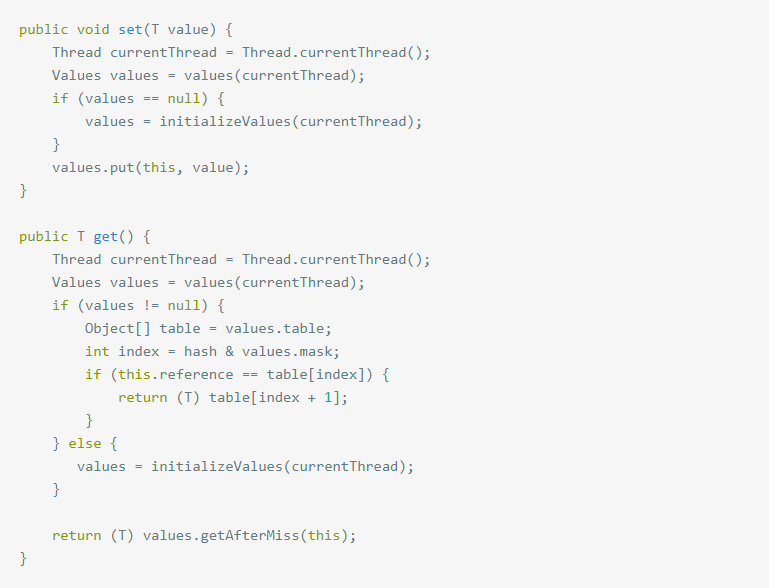 public void set(T value) {
    Thread currentThread = Thread.currentThread();
    Values values = values(currentThread);
    if (values == null) {
        values = initializeValues(currentThread);
    }
    values.put(this, value);
}

public T get() {
    Thread currentThread = Thread.currentThread();
    Values values = values(currentThread);
    if (values != null) {
        Object[] table = values.table;
        int index = hash & values.mask;
        if (this.reference == table[index]) {
            return (T) table[index + 1];
        }
    } else {
       values = initializeValues(currentThread);
    }

    return (T) values.getAfterMiss(this);
}